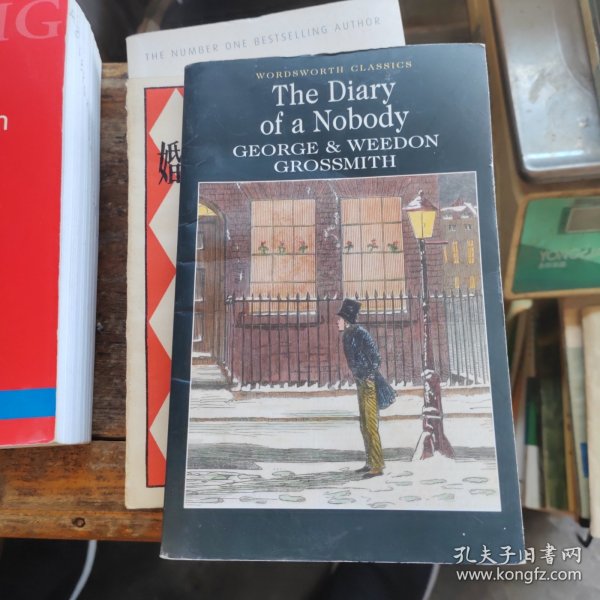 IG
n
THE NUMBER ONE BESTSELLING AUTHOR
婚
WORDSWORTH CLASSICS
The Diary
of a Nobody
GEORGE & WEEDON
GROSSMITH
孔夫子旧书网
www.kongfz.com